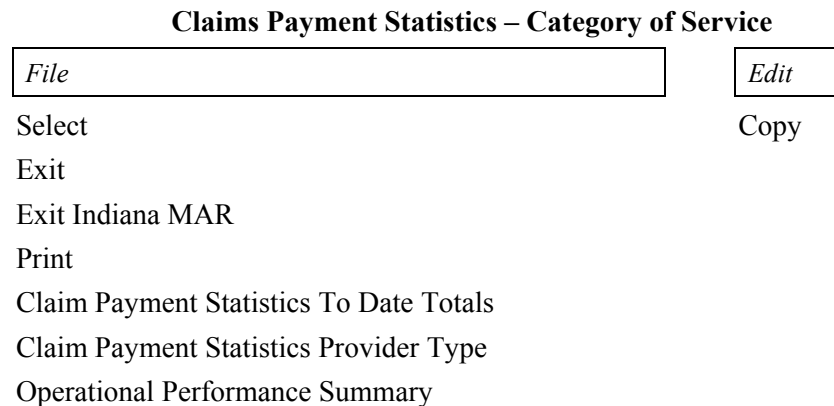 Claims Payment Statistics – Category of Service
File Edit
Select Copy
Exit
Exit Indiana MAR
Print
Claim Payment Statistics To Date Totals
Claim Payment Statistics Provider Type
Operational Performance Summary